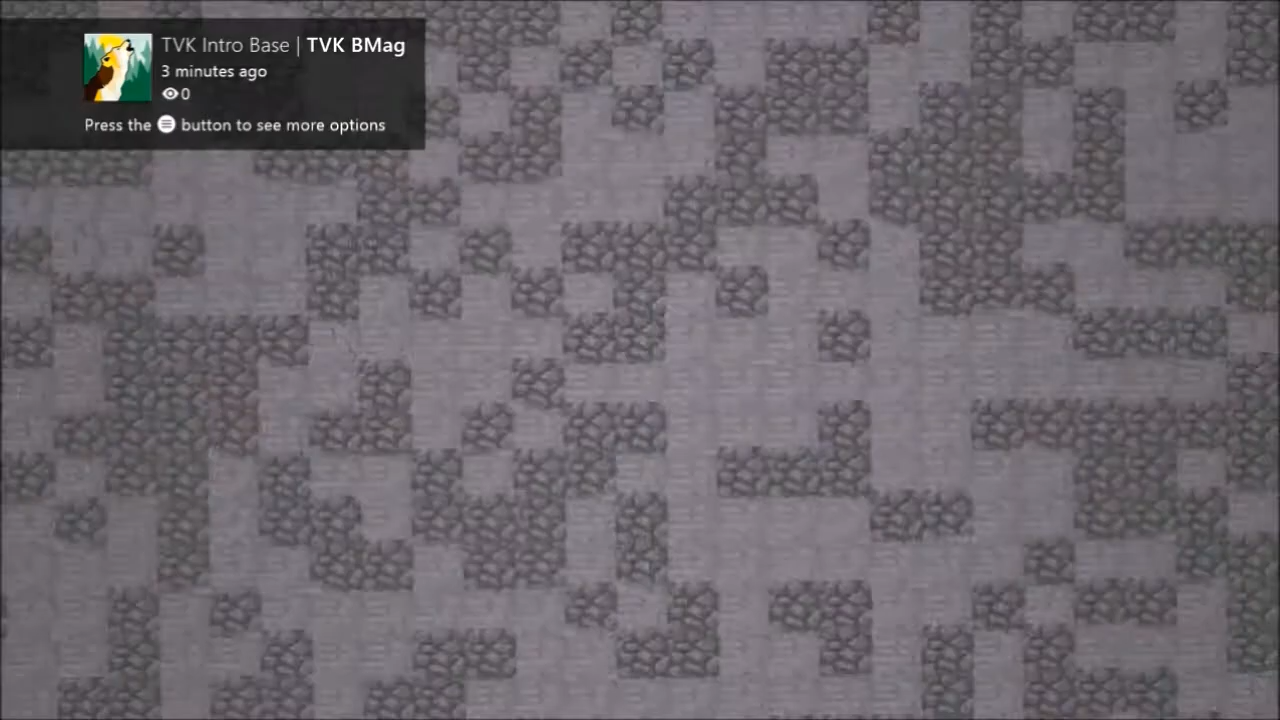 TVK Intro Base | TVK BMag
3 minutes ago
0
Press the button to see more options